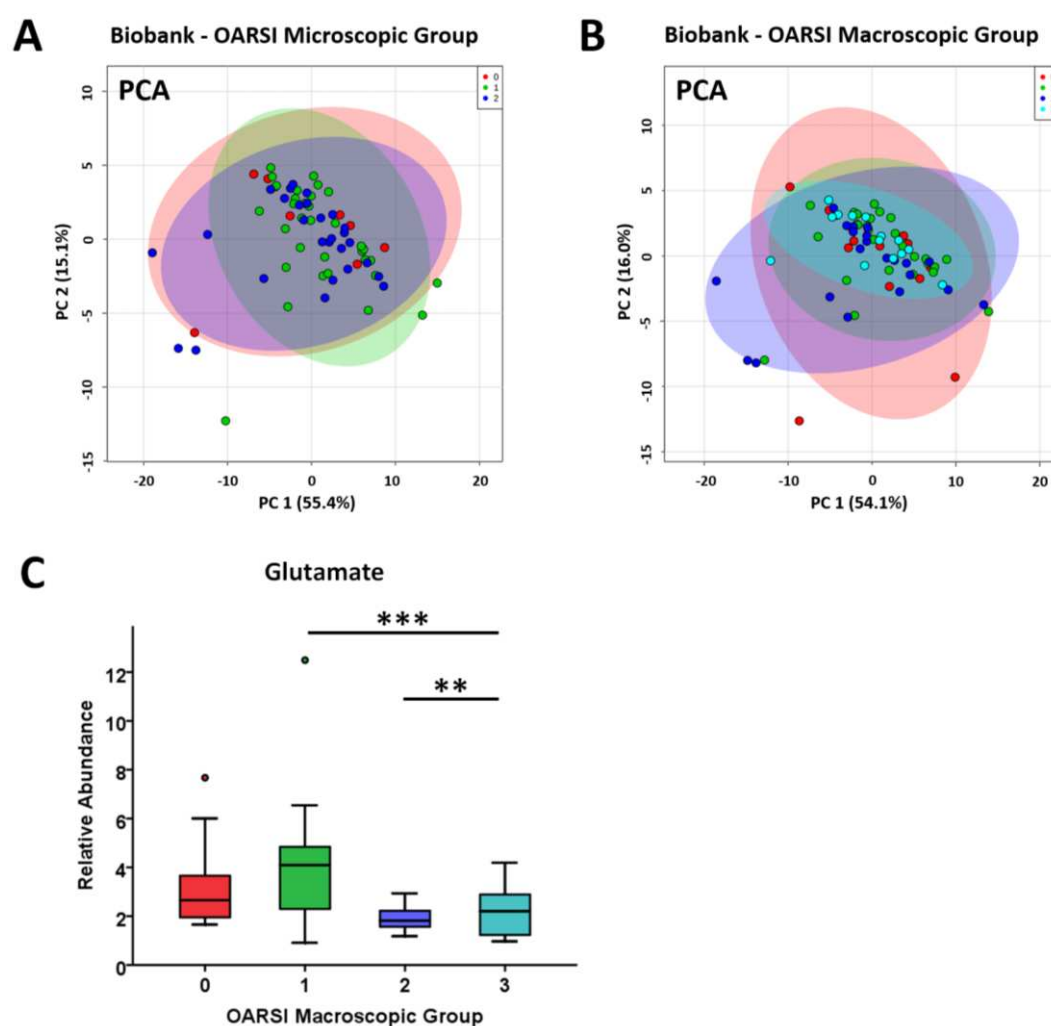 A
Biobank - OARSI Microscopic Group
PCA
0
1
2
10
5
0
-5
-10
-15
PC 2 (15.1%)
-20
-10
0
10
20
PC 1 (55.4%)
B
Biobank - OARSI Macroscopic Group
PCA
10
5
0
-5
-10
-15
PC 2 (16.0%)
-20
-10
0
10
20
PC 1 (54.1%)
C
Glutamate
***
**
12
10
8
6
4
2
0
Relative Abundance
0
1
2
3
OARSI Macroscopic Group